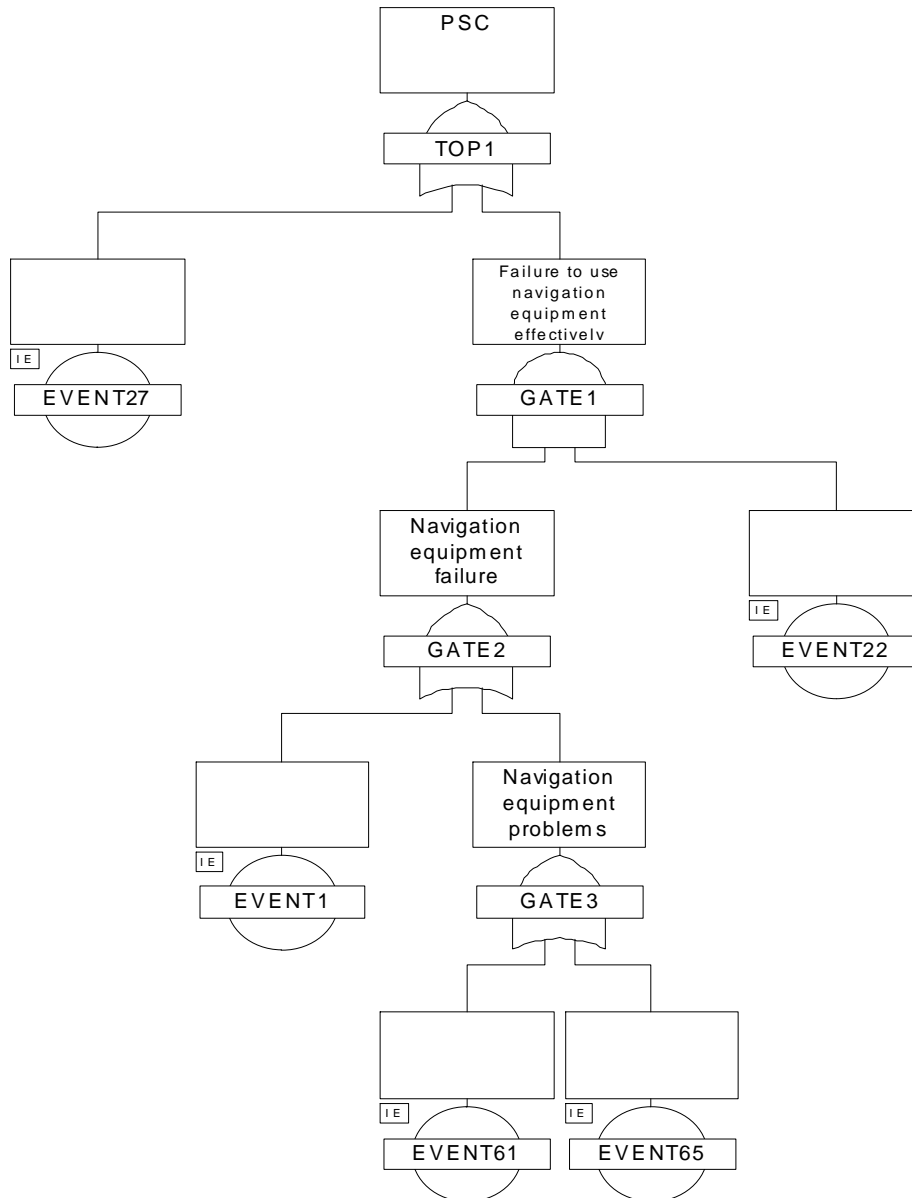 PSC
TOP1
Failure to use
navigation
equipment
effectively
IE
EVENT27
GATE1
Navigation
equipment
failure
IE
GATE2
EVENT22
Navigation
equipment
problems
IE
EVENT1
GATE3
IE
IE
EVENT61
EVENT65